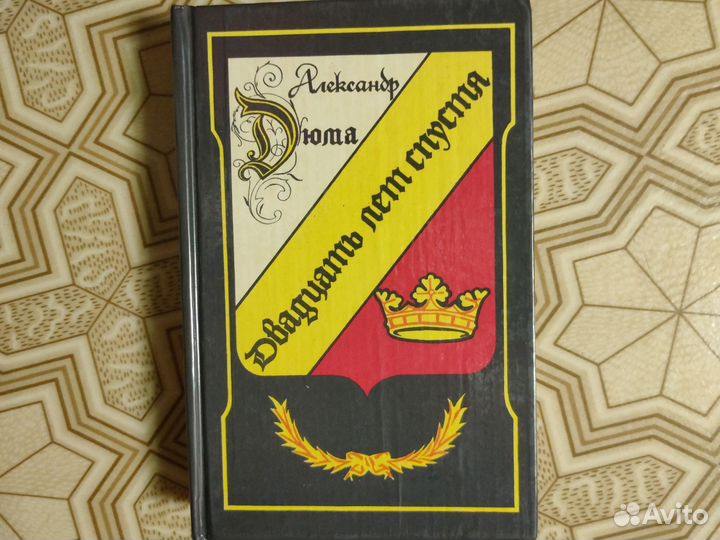 Александр
Дюма
Двадцать лет спустя
Avito